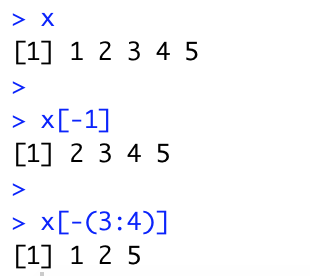 > x
[1] 1 2 3 4 5
>
> x[-1]
[1] 2 3 4 5
>
> x[-(3:4)]
[1] 1 2 5